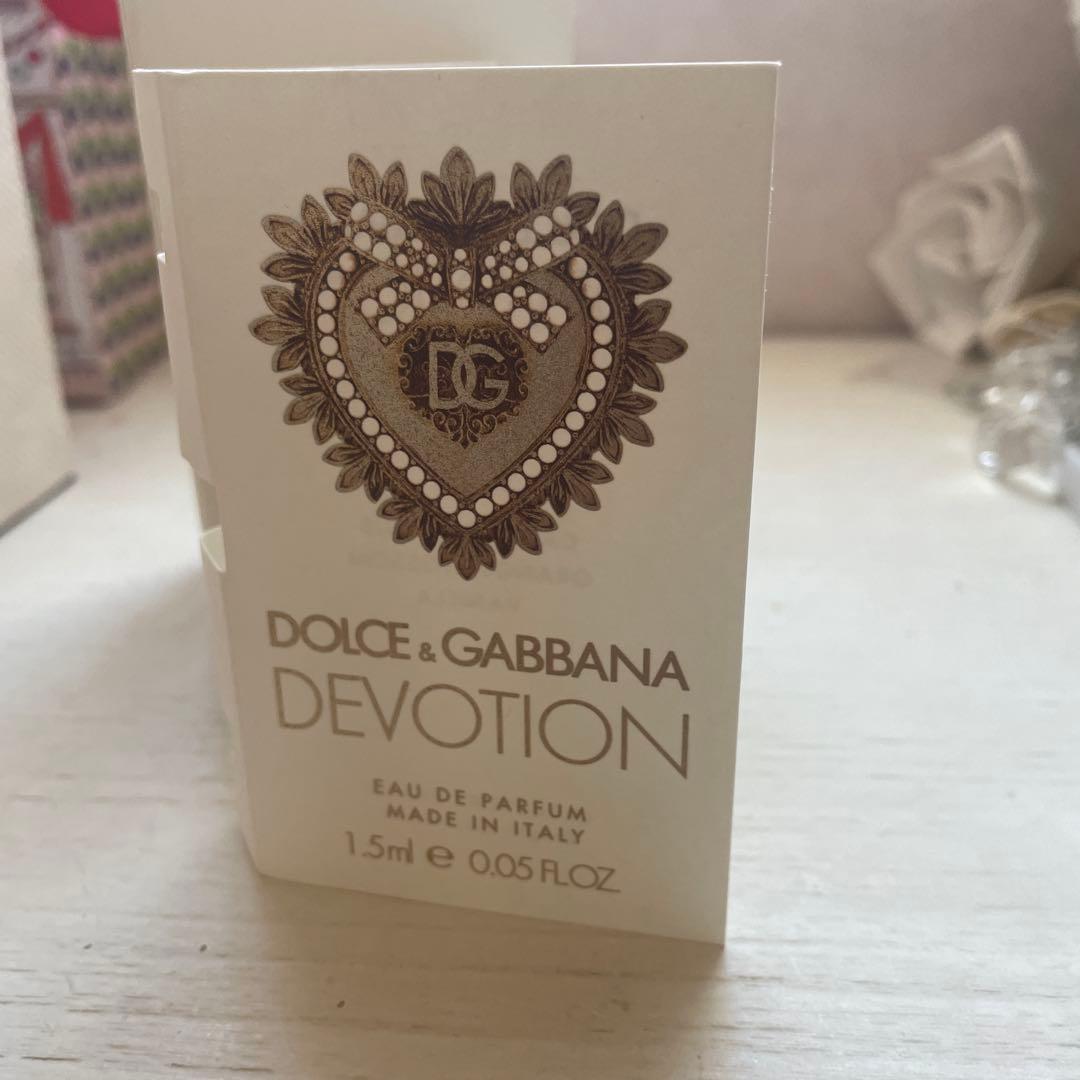 DG
DOLCE & GABBANA
DEVOTION
EAU DE PARFUM
MADE IN ITALY
1.5ml ℮ 0.05 FL.OZ.